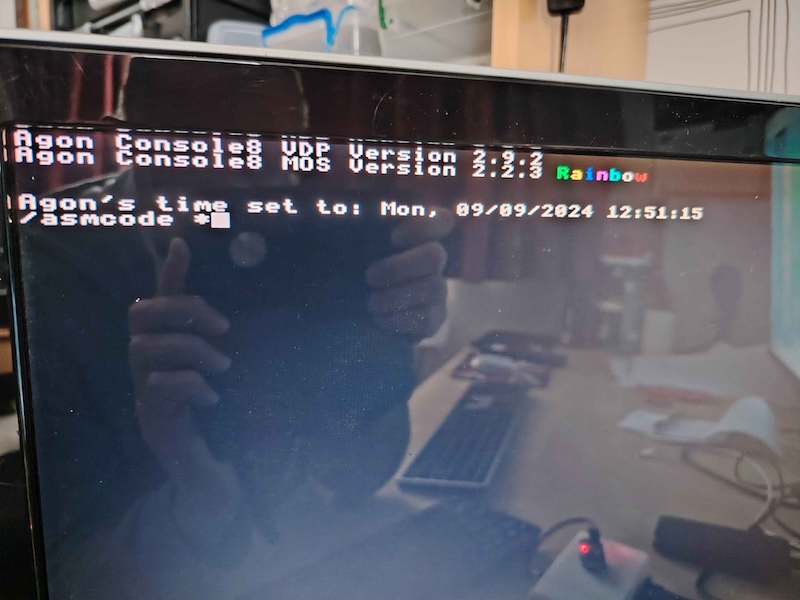 Agon Console8 VDP Version 2.9.2
Agon Console8 MOS Version 2.2.3 Rainbow
Agon's time set to: Mon, 09/09/2024 12:51:15
/asmcode *